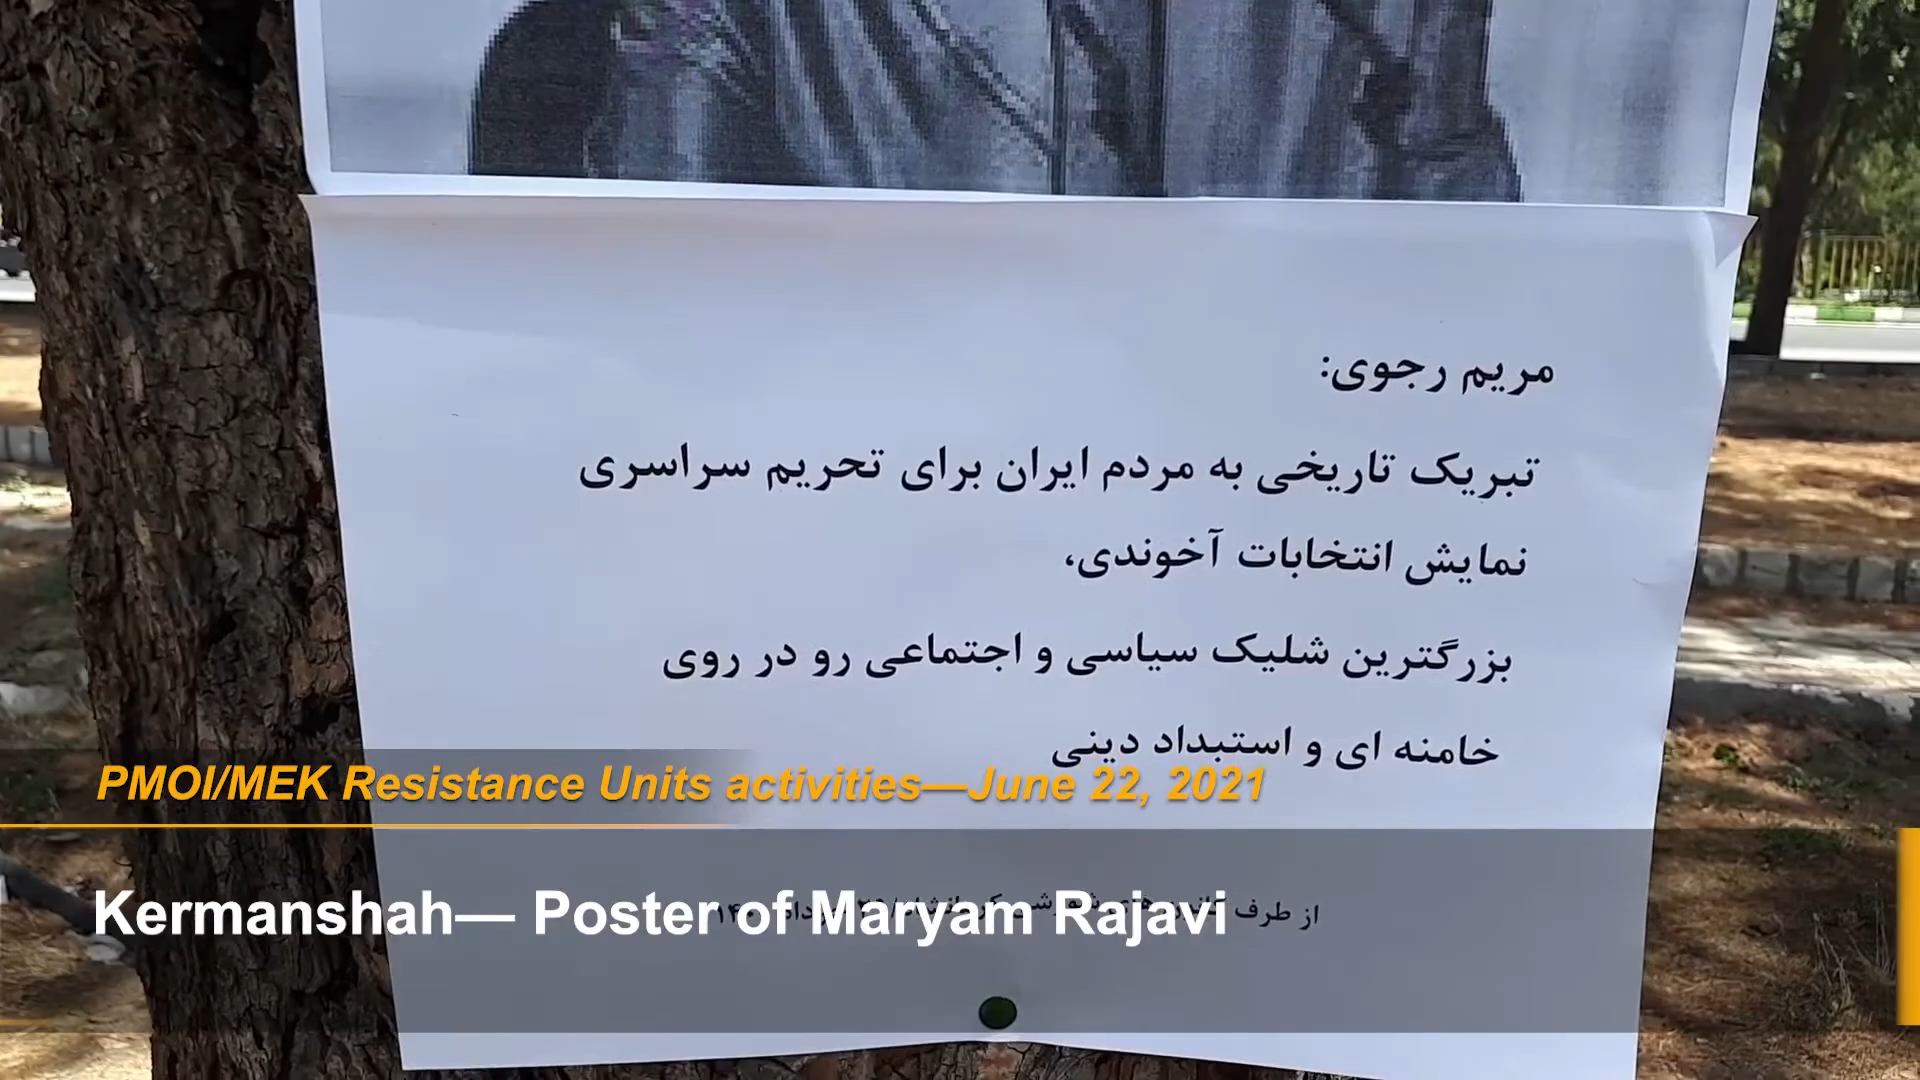 مریم رجوی:
تبریک تاریخی به مردم ایران برای تحریم سراسری
نمایش انتخابات آخوندی،
بزرگترین شلیک سیاسی و اجتماعی رو در روی
خامنه ای و استبداد دینی
PMOI/MEK Resistance Units activities—June 22, 2021
Kermanshah— Poster of Maryam Rajavi
از طرف